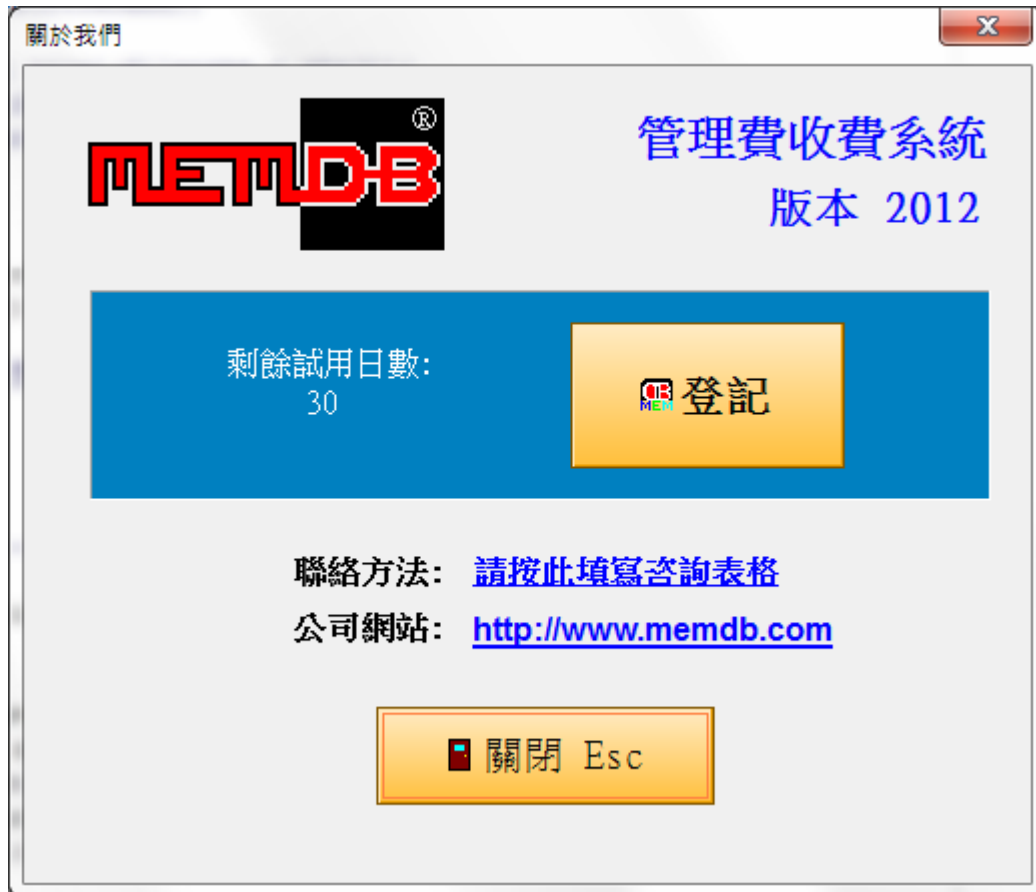 關於我們
MEMDB®
管理費收費系統
版本 2012
剩餘試用日數:
30
登記
聯絡方法: 請按此填寫咨詢表格
公司網站: http://www.memdb.com
關閉 Esc